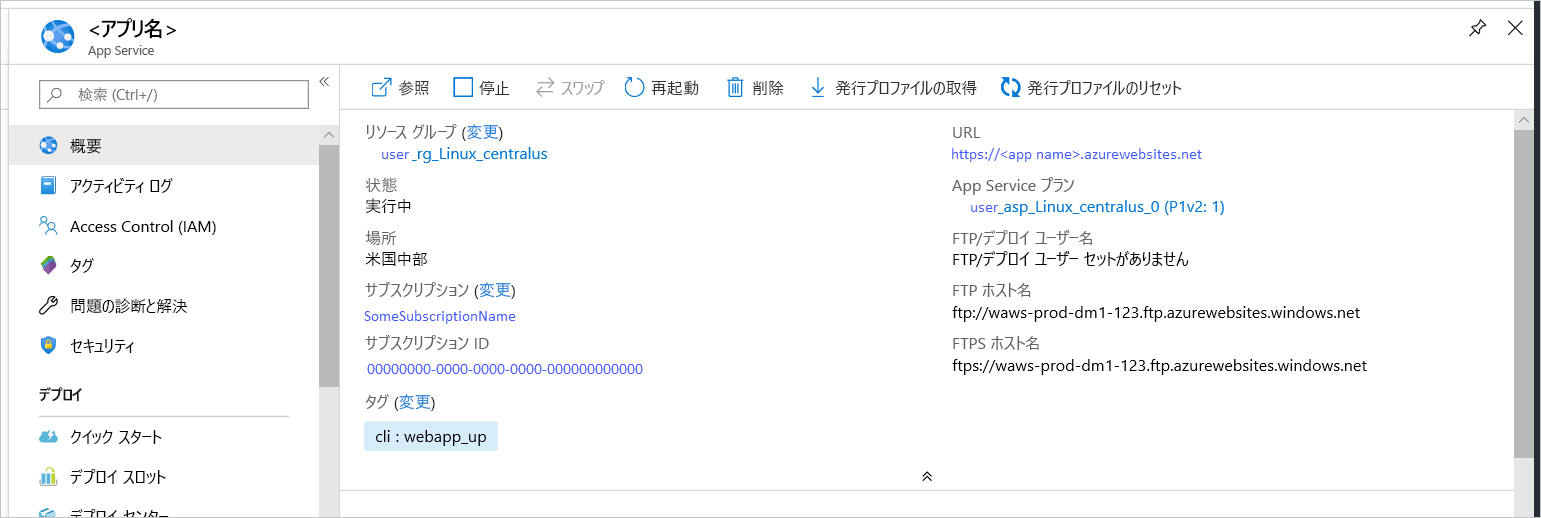 <アプリ名>
App Service
検索 (Ctrl+/)
概要
アクティビティ ログ
Access Control (IAM)
タグ
問題の診断と解決
セキュリティ
デプロイ
クイック スタート
デプロイ スロット
デプロイ センター
参照 停止 スワップ 再起動 削除 発行プロファイルの取得 発行プロファイルのリセット
リソース グループ (変更)
user _rg_Linux_centralus
状態
実行中
場所
米国中部
サブスクリプション (変更)
SomeSubscriptionName
サブスクリプション ID
00000000-0000-0000-0000-000000000000
タグ (変更)
cli : webapp_up
URL
https://<app name>.azurewebsites.net
App Service プラン
user_asp_Linux_centralus_0 (P1v2: 1)
FTP/デプロイ ユーザー名
FTP/デプロイ ユーザー セットがありません
FTP ホスト名
ftp://waws-prod-dm1-123.ftp.azurewebsites.windows.net
FTPS ホスト名
ftps://waws-prod-dm1-123.ftp.azurewebsites.windows.net